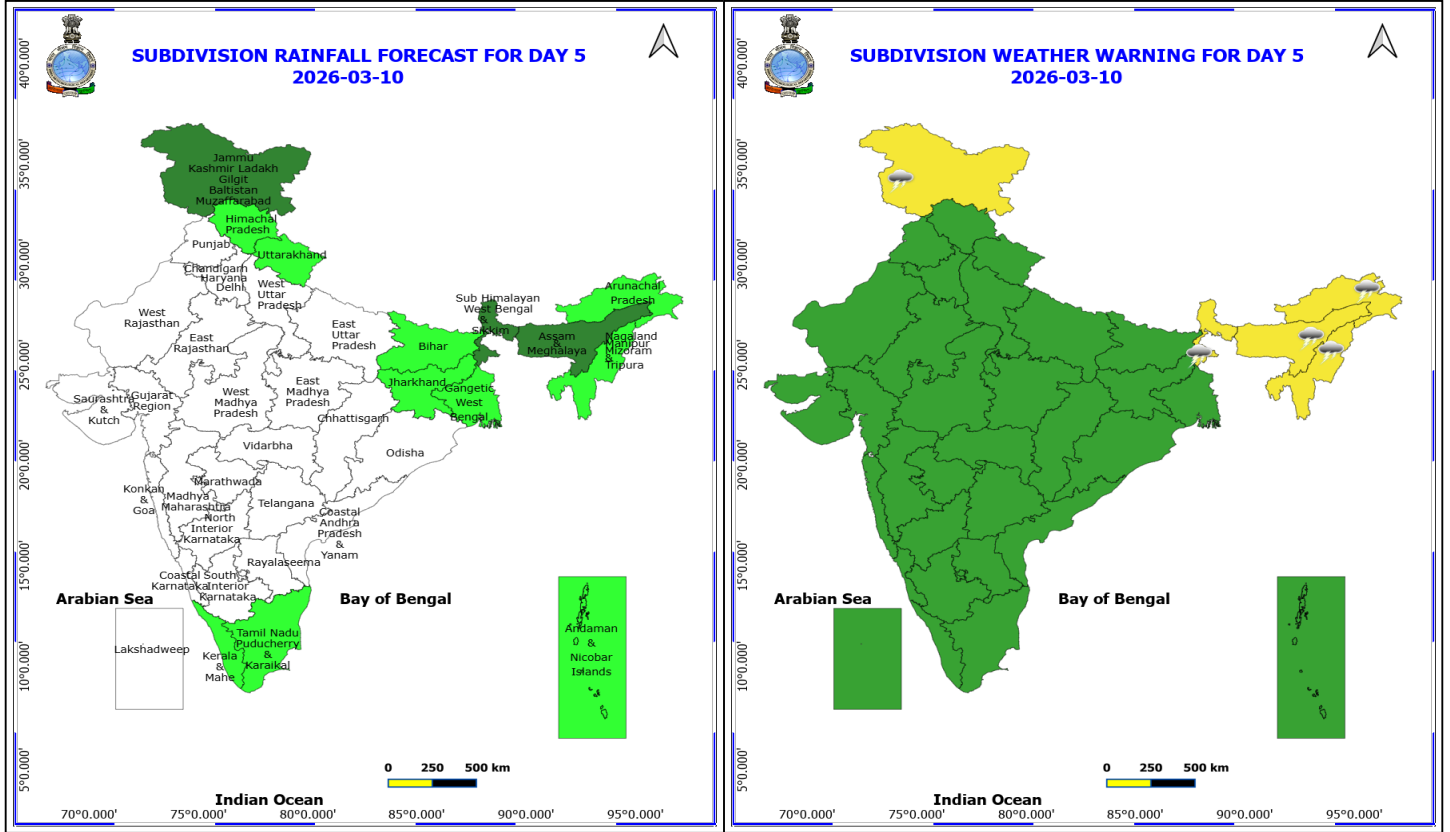 SUBDIVISION RAINFALL FORECAST FOR DAY 5
2026-03-10
40°0.000'
35°0.000'
30°0.000'
25°0.000'
20°0.000'
15°0.000'
10°0.000'
5°0.000'
Jammu
Kashmir Ladakh
Gilgit
Baltistan
Muzaffarabad
Himachal
Pradesh
Punjab
Uttarakhand
Chandigarh
Haryana
Delhi
West
Uttar
Pradesh
West
Rajasthan
East
Rajasthan
East
Uttar
Pradesh
Sub Himalayan
West Bengal
&
Sikkim
Arunachal
Pradesh
Assam
&
Meghalaya
Nagaland
Manipur
Mizoram
&
Tripura
Bihar
Jharkhand
Gangetic
West
Bengal
Saurashtra
&
Kutch
Gujarat
Region
West
Madhya
Pradesh
East
Madhya
Pradesh
Chhattisgarh
Vidarbha
Odisha
Konkan
&
Goa
Madhya
Maharashtra
Marathwada
Telangana
North
Interior
Karnataka
Coastal
Andhra
Pradesh
&
Yanam
Rayalaseema
Coastal
Karnataka
South
Interior
Karnataka
Arabian Sea
Bay of Bengal
Lakshadweep
Kerala
&
Mahe
Tamil Nadu
Puducherry
&
Karaikal
Andaman
&
Nicobar
Islands
0 250 500 km
Indian Ocean
70°0.000' 75°0.000' 80°0.000' 85°0.000' 90°0.000' 95°0.000'
SUBDIVISION WEATHER WARNING FOR DAY 5
2026-03-10
40°0.000'
35°0.000'
30°0.000'
25°0.000'
20°0.000'
15°0.000'
10°0.000'
5°0.000'
Arabian Sea
Bay of Bengal
0 250 500 km
Indian Ocean
70°0.000' 75°0.000' 80°0.000' 85°0.000' 90°0.000' 95°0.000'